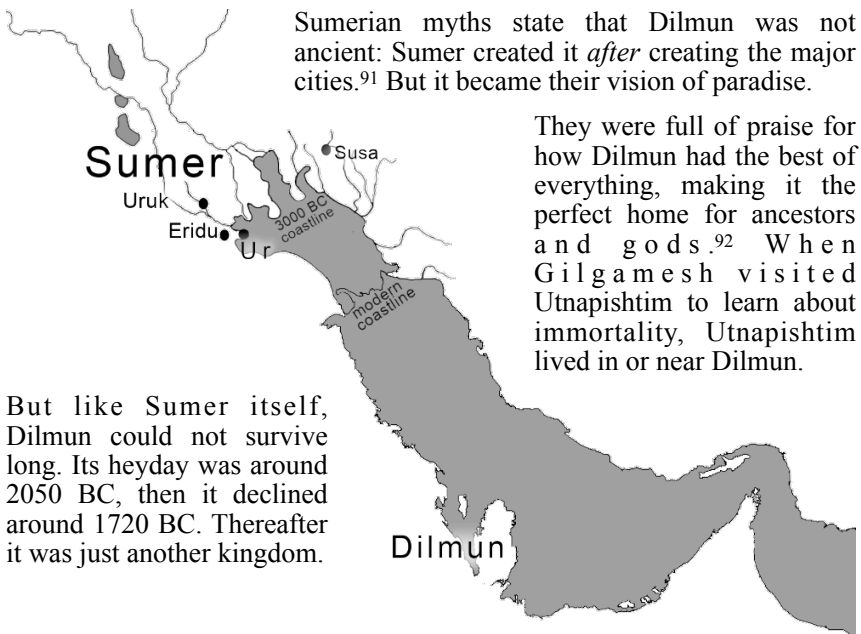 Sumerian myths state that Dilmun was not
ancient: Sumer created it after creating the major
cities.91 But it became their vision of paradise.
They were full of praise for
how Dilmun had the best of
everything, making it the
perfect home for ancestors
and gods.92 When
Gilgamesh visited
Utnapishtim to learn about
immortality, Utnapishtim
lived in or near Dilmun.
Sumer
Susa
Uruk
Eridu
Ur
3000 BC
coastline
modern
coastline
But like Sumer itself,
Dilmun could not survive
long. Its heyday was around
2050 BC, then it declined
around 1720 BC. Thereafter
it was just another kingdom.
Dilmun